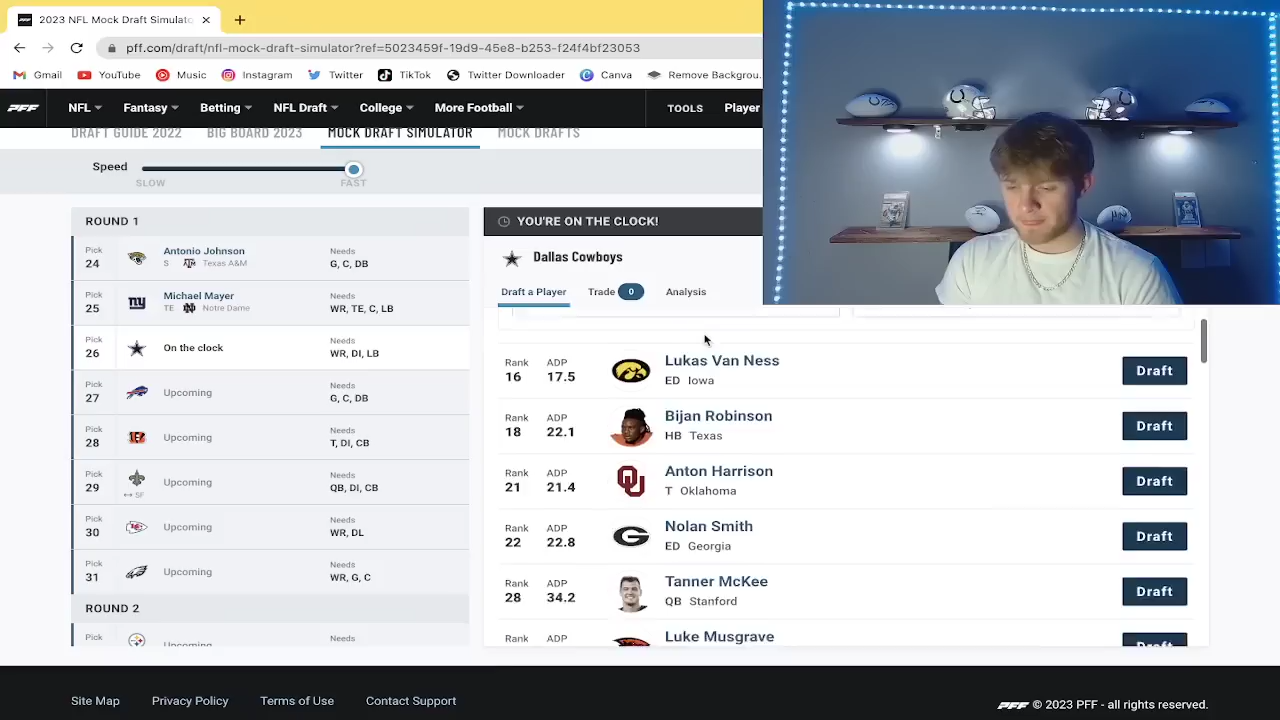 2023 NFL Mock Draft Simulato
pff.com/draft/nfl-mock-draft-simulator?ref=5023459f-19d9-45e8-b253-f24f4bf23053
Gmail YouTube Music Instagram Twitter TikTok Twitter Downloader Canva Remove Backgrou...
PFF NFL Fantasy Betting NFL Draft College More Football TOOLS Player
DRAFT GUIDE 2022 BIG BOARD 2023 MOCK DRAFT SIMULATOR MOCK DRAFTS
Speed
SLOW FAST
ROUND 1
Pick 24 Antonio Johnson Needs
S Texas A&M G, C, DB
Pick 25 Michael Mayer Needs
TE Notre Dame WR, TE, C, LB
Pick 26 On the clock Needs
WR, DI, LB
Pick 27 Upcoming Needs
G, C, DB
Pick 28 Upcoming Needs
T, DI, CB
Pick 29 Upcoming Needs
SF QB, DI, CB
Pick 30 Upcoming Needs
WR, DL
Pick 31 Upcoming Needs
WR, G, C
ROUND 2
Pick Upcoming Needs
YOU'RE ON THE CLOCK!
Dallas Cowboys
Draft a Player Trade 0 Analysis
Rank ADP Lukas Van Ness
16 17.5 ED Iowa Draft
Rank ADP Bijan Robinson
18 22.1 HB Texas Draft
Rank ADP Anton Harrison
21 21.4 T Oklahoma Draft
Rank ADP Nolan Smith
22 22.8 ED Georgia Draft
Rank ADP Tanner McKee
28 34.2 QB Stanford Draft
Rank ADP Luke Musgrave
Draft
Site Map Privacy Policy Terms of Use Contact Support
PFF © 2023 PFF - all rights reserved.